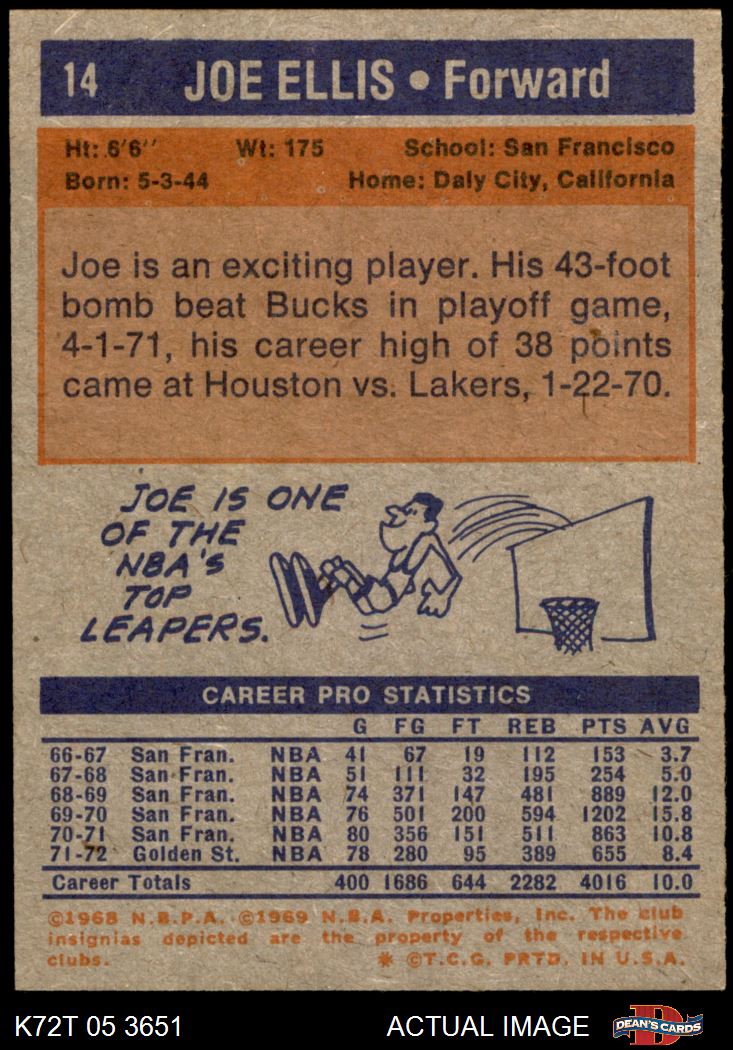 14 JOE ELLIS • Forward
Ht: 6'6'' Wt: 175 School: San Francisco
Born: 5-3-44 Home: Daly City, California
Joe is an exciting player. His 43-foot
bomb beat Bucks in playoff game,
4-1-71, his career high of 38 points
came at Houston vs. Lakers, 1-22-70.
JOE IS ONE
OF THE
NBA'S
TOP
LEAPERS.
CAREER PRO STATISTICS
G FG FT REB PTS AVG
66-67 San Fran. NBA 41 67 19 112 153 3.7
67-68 San Fran. NBA 51 111 32 195 254 5.0
68-69 San Fran. NBA 74 371 147 481 889 12.0
69-70 San Fran. NBA 76 501 200 594 1202 15.8
70-71 San Fran. NBA 80 356 151 511 863 10.8
71-72 Golden St. NBA 78 280 95 389 655 8.4
Career Totals 400 1686 644 2282 4016 10.0
©1968 N.B.P.A. ©1969 N.B.A. Properties, Inc. The club
insignias depicted are the property of the respective
clubs. * ©T.C.G. PRTD. IN U.S.A.
K72T 05 3651 ACTUAL IMAGE DEAN'S CARDS